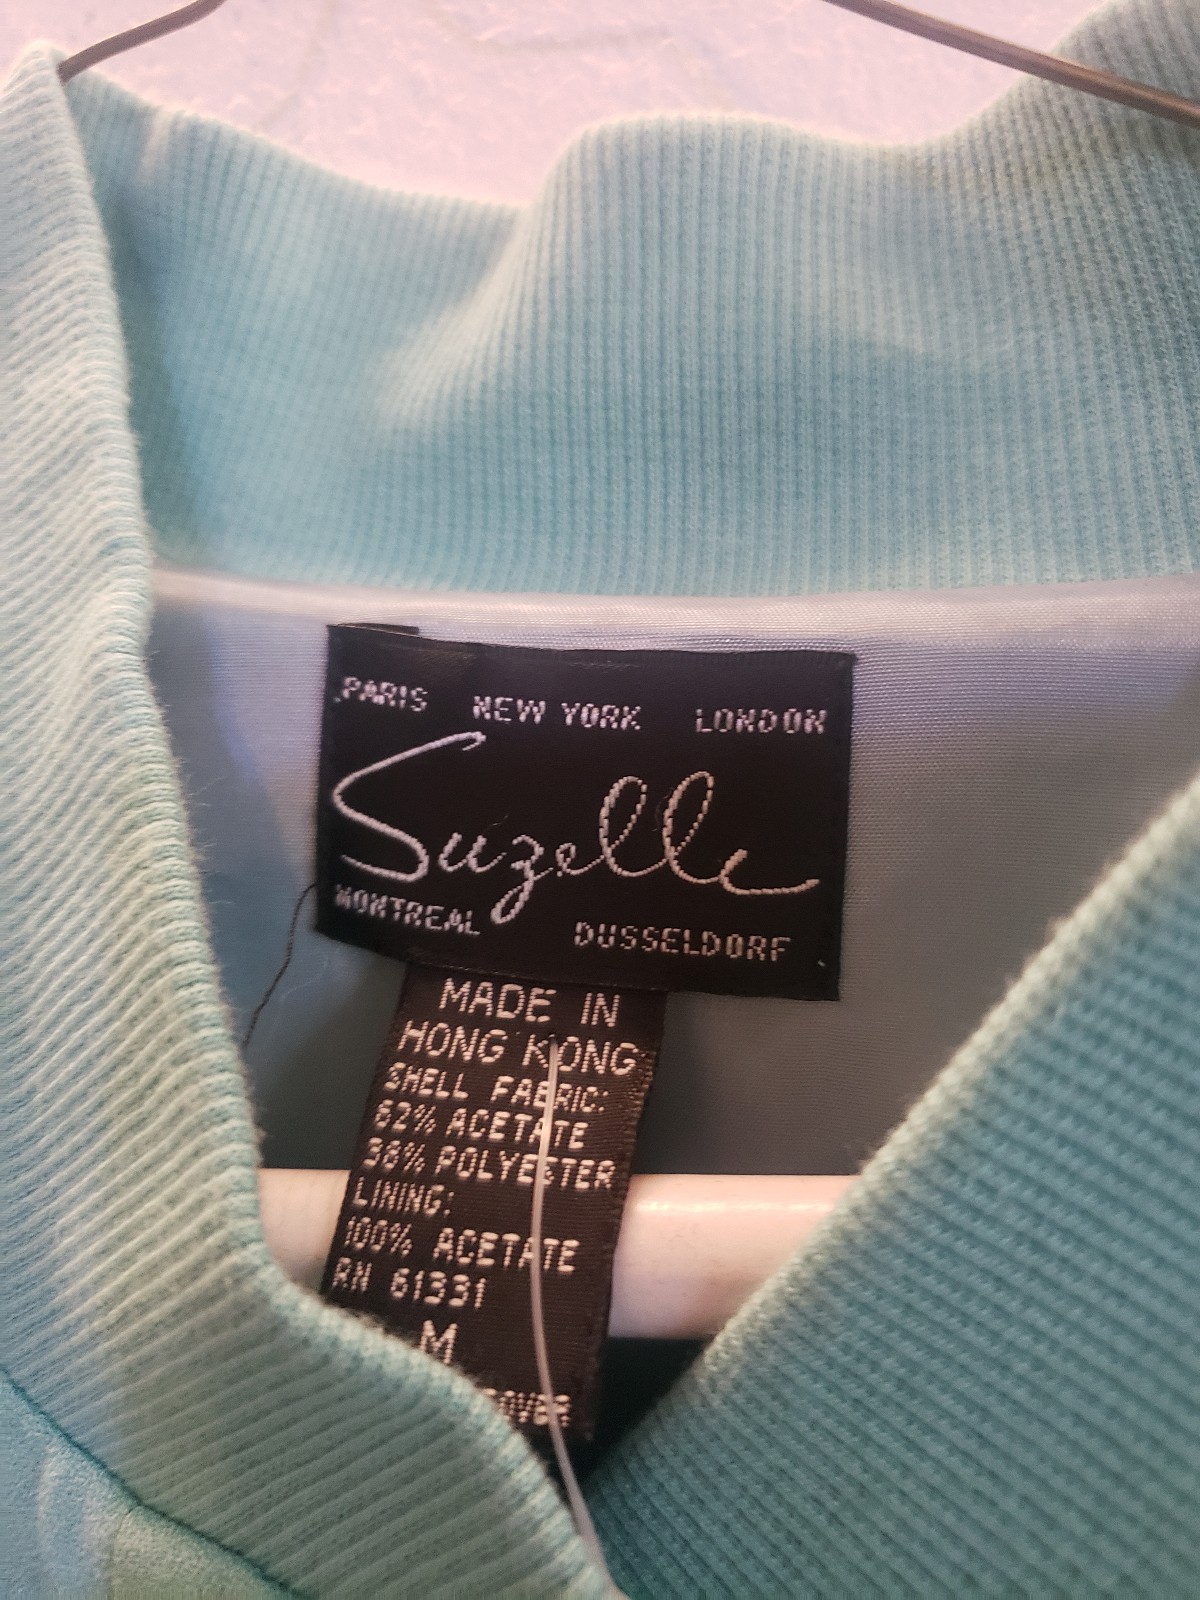 PARIS NEW YORK LONDON
Suzelle
MONTREAL DUSSELDORF
MADE IN
HONG KONG
SHELL FABRIC:
62% ACETATE
38% POLYESTER
LINING:
100% ACETATE
RN 61331
M
OVER